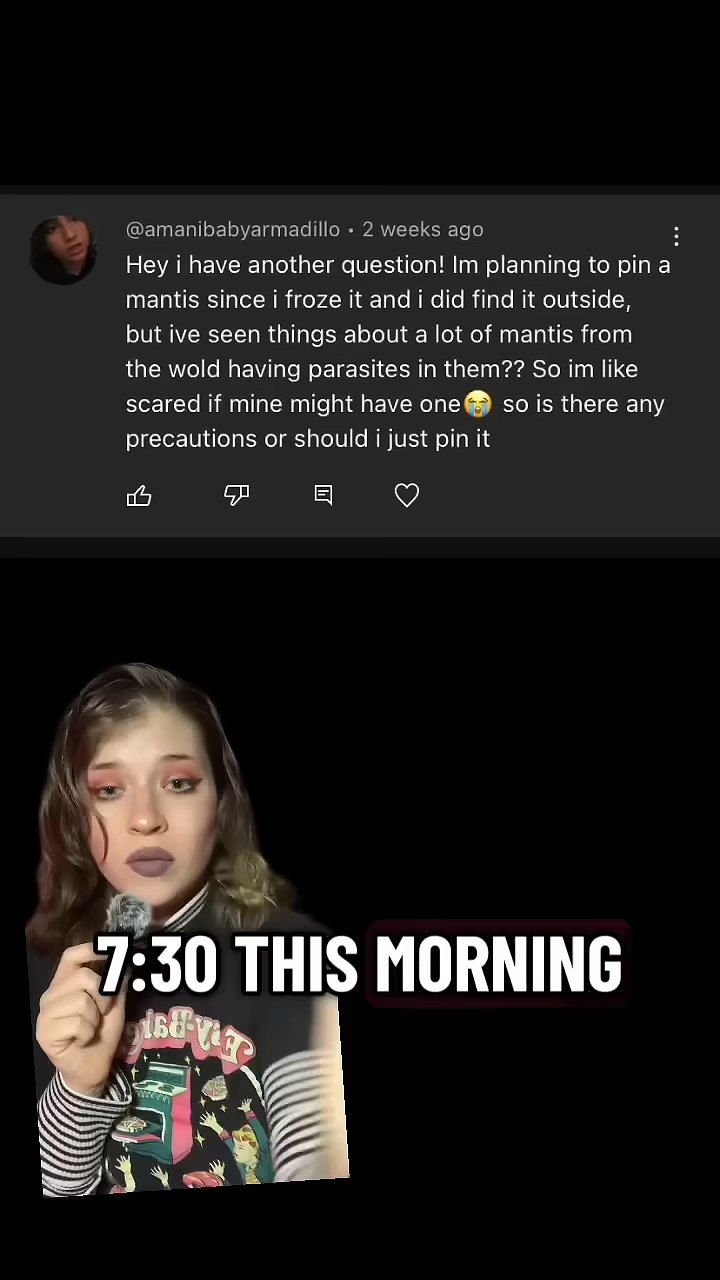 @amanibabyarmadillo • 2 weeks ago
Hey i have another question! Im planning to pin a
mantis since i froze it and i did find it outside,
but ive seen things about a lot of mantis from
the wold having parasites in them?? So im like
scared if mine might have one😭 so is there any
precautions or should i just pin it
7:30 THIS MORNING